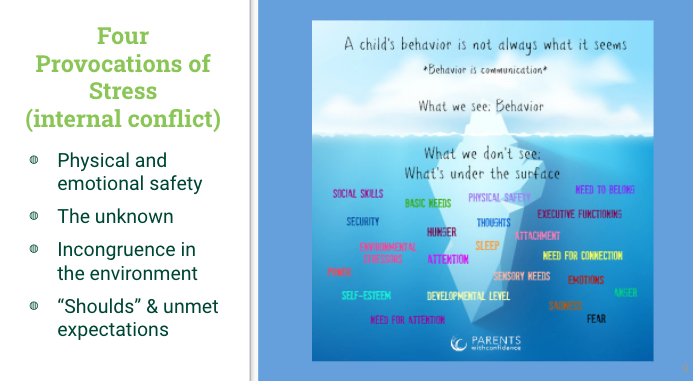 Four
Provocations of
Stress
(internal conflict)
Physical and
emotional safety
The unknown
Incongruence in
the environment
“Shoulds” & unmet
expectations
A child's behavior is not always what it seems
*Behavior is communication*
What we see: Behavior
What we don't see:
What's under the surface
SOCIAL SKILLS
BASIC NEEDS
PHYSICAL SAFETY
NEED TO BELONG
SECURITY
THOUGHTS
EXECUTIVE FUNCTIONING
HUNGER
ATTACHMENT
ENVIRONMENTAL
STRESSORS
SLEEP
ATTENTION
NEED FOR CONNECTION
POWER
SENSORY NEEDS
EMOTIONS
SELF-ESTEEM
DEVELOPMENTAL LEVEL
ANGER
SADNESS
NEED FOR ATTENTION
FEAR
PARENTS
withconfidence